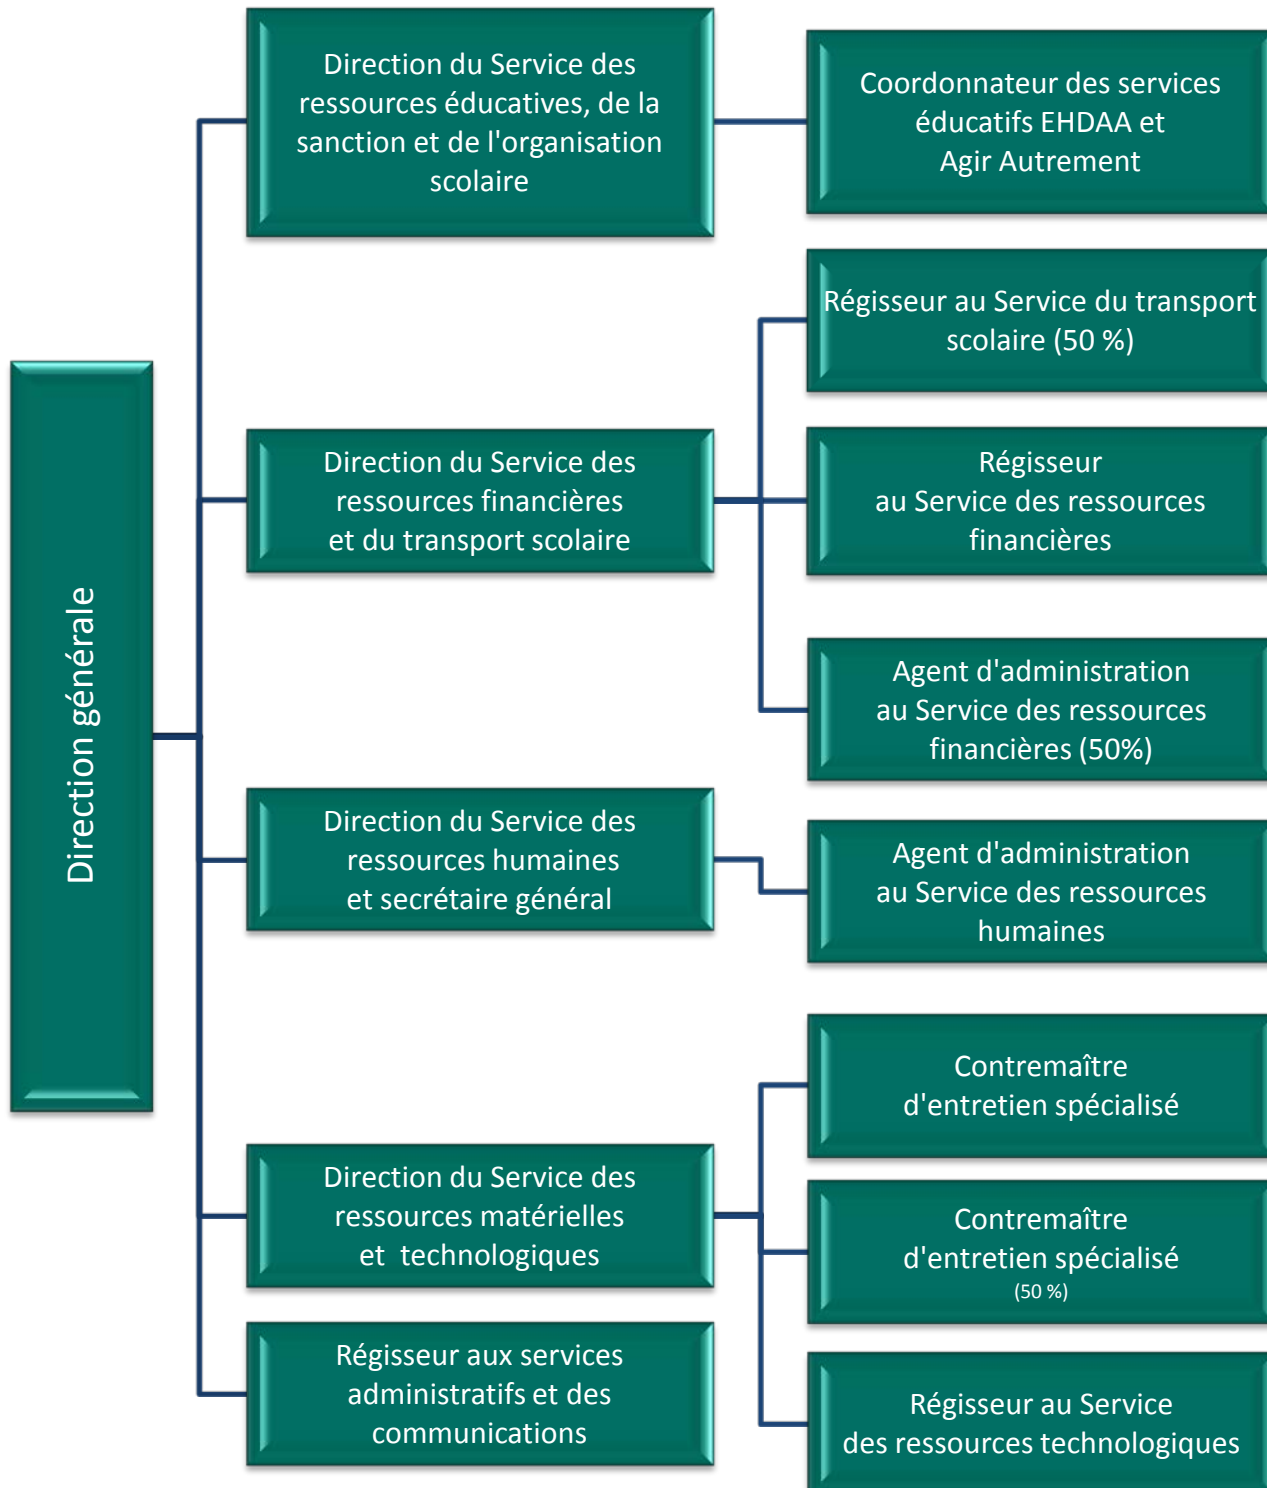 Direction générale
Direction du Service des
ressources éducatives, de la
sanction et de l'organisation
scolaire
Coordonnateur des services
éducatifs EHDAA et
Agir Autrement
Direction du Service des
ressources financières
et du transport scolaire
Régisseur au Service du transport
scolaire (50 %)
Régisseur
au Service des ressources
financières
Agent d'administration
au Service des ressources
financières (50%)
Direction du Service des
ressources humaines
et secrétaire général
Agent d'administration
au Service des ressources
humaines
Direction du Service des
ressources matérielles
et  technologiques
Contremaître
d'entretien spécialisé
Contremaître
d'entretien spécialisé
(50 %)
Régisseur au Service
des ressources technologiques
Régisseur aux services
administratifs et des
communications